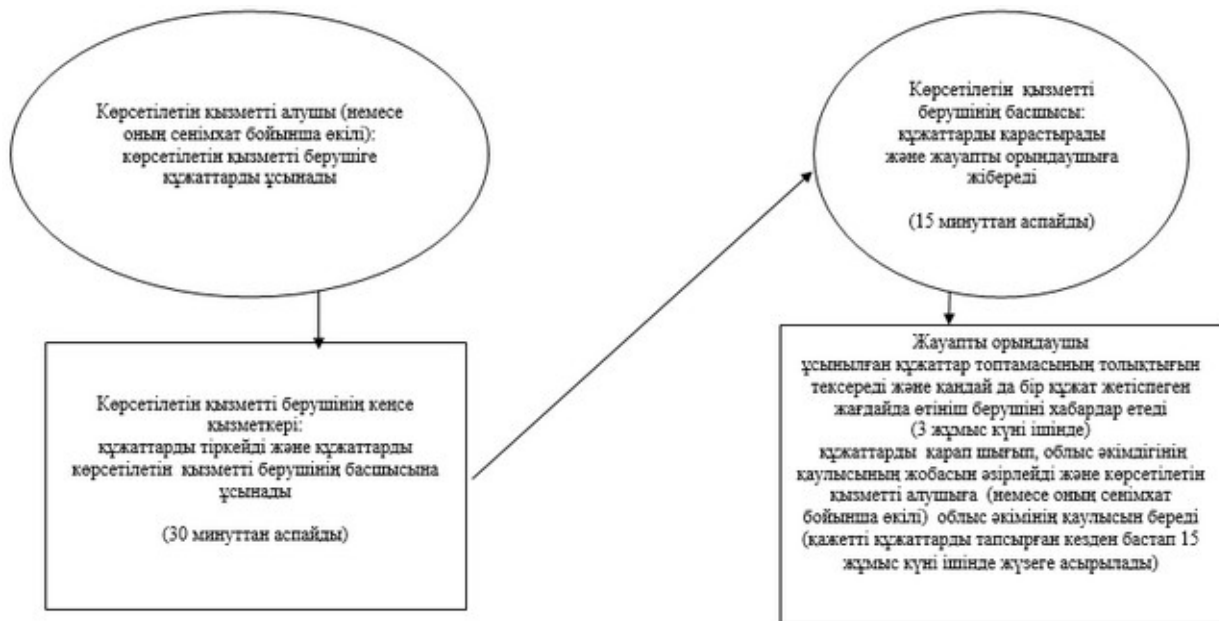 Көрсетілетін қызметті алушы (немесе
оның сенімхат бойынша өкілі):
көрсетілетін қызметті берушіге
құжаттарды ұсынады
Көрсетілетін қызметті берушінің кеңсе
қызметкері:
құжаттарды тіркейді және құжаттарды
көрсетілетін қызметті берушінің басшысына
ұсынады
(30 минуттан аспайды)
Көрсетілетін қызметті
берушінің басшысы:
құжаттарды қарастырады
және жауапты орындаушыға
жібереді
(15 минуттан аспайды)
Жауапты орындаушы
ұсынылған құжаттар топтамасының толықтығын
тексереді және қандай да бір құжат жетіспеген
жағдайда өтініш берушіні хабардар етеді
(3 жұмыс күні ішінде)
құжаттарды қарап шығып, облыс әкімдігінің
қаулысының жобасын әзірлейді және көрсетілетін
қызметті алушыға (немесе оның сенімхат
бойынша өкілі) облыс әкімінің қаулысын береді
(қажетті құжаттарды тапсырған кезден бастап 15
жұмыс күні ішінде жүзеге асырылады)